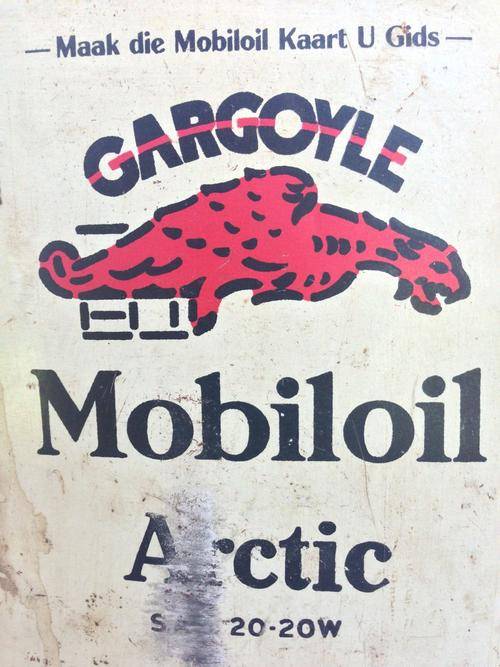 — Maak die Mobiloil Kaart U Gids —
GARGOYLE
Mobiloil
Arctic
20-20W